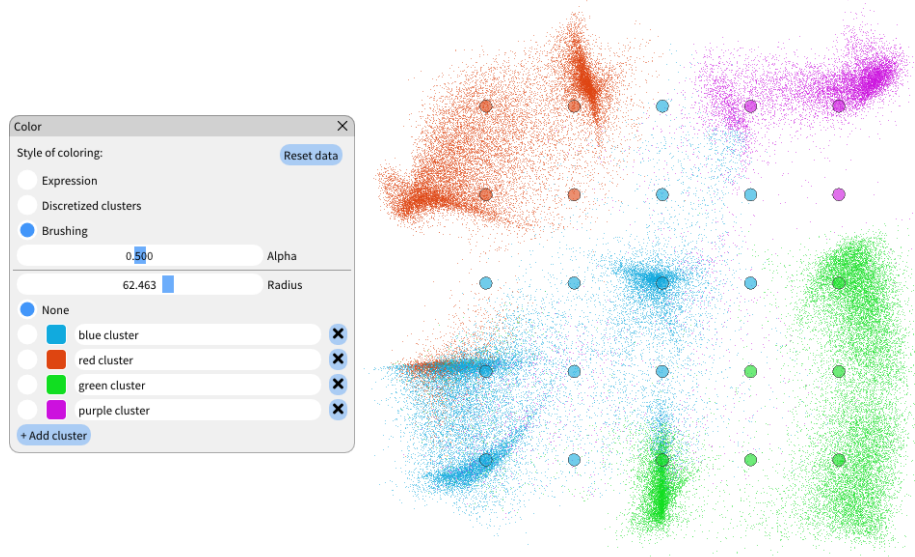 Color
Style of coloring:
Reset data
Expression
Discretized clusters
Brushing
0.500
Alpha
62.463
Radius
None
blue cluster
red cluster
green cluster
purple cluster
+ Add cluster